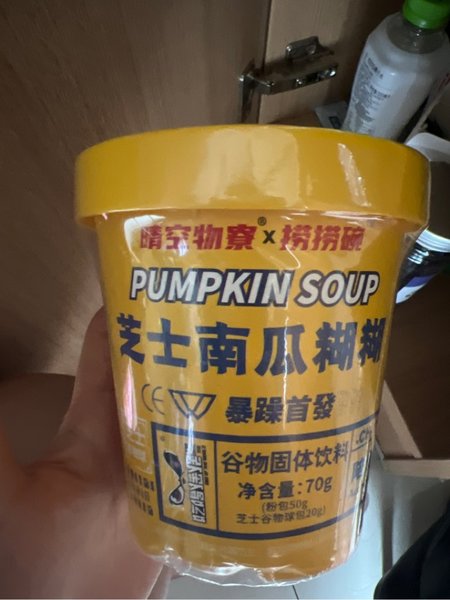 晴空物寮® x 捞捞碗
PUMPKIN SOUP
芝士南瓜糊糊
CE
暴躁首發
谷物固体饮料
净含量:70g
(粉包50g
芝士谷物球包20g)